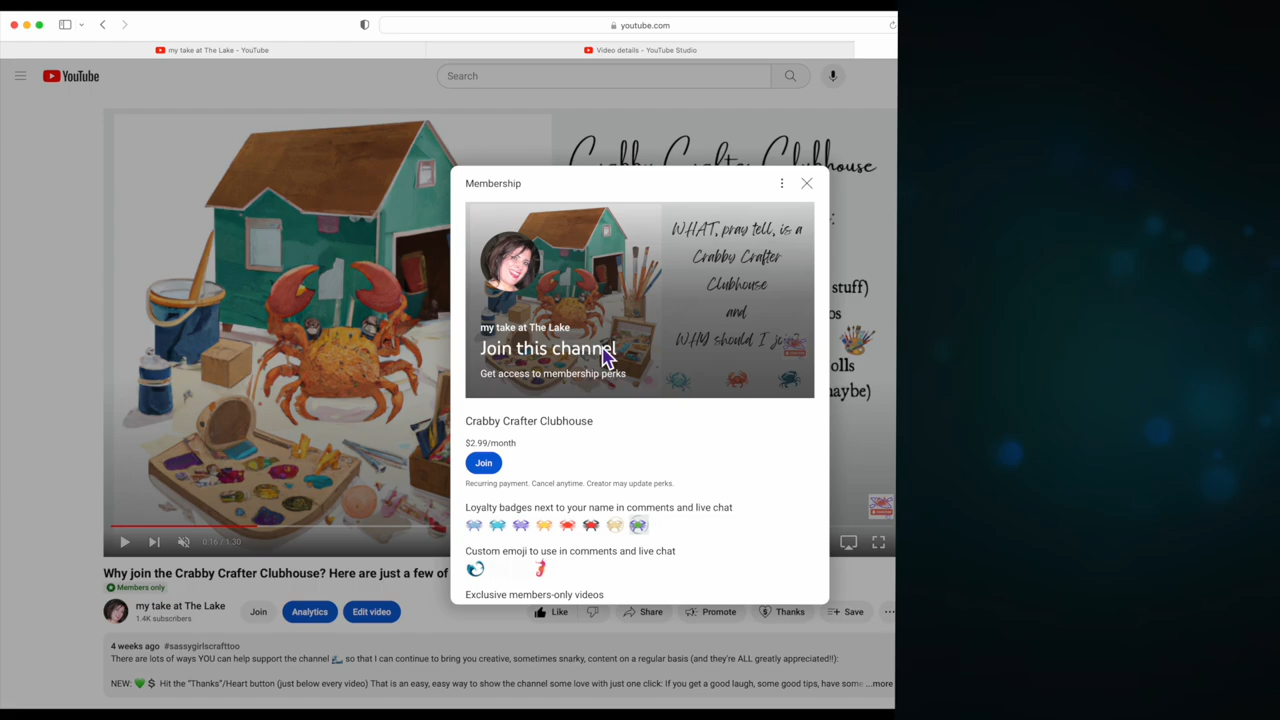 youtube.com
my take at The Lake - YouTube
Video details - YouTube Studio
YouTube
Search
Crabby Crafter Clubhouse
Membership
WHAT, pray tell, is a
Crabby Crafter
Clubhouse
and
WHY should I join?
my take at The Lake
Join this channel
Get access to membership perks
:
stuff)
os
olls
maybe)
Crabby Crafter Clubhouse
$2.99/month
Join
Recurring payment. Cancel anytime. Creator may update perks.
Loyalty badges next to your name in comments and live chat
Custom emoji to use in comments and live chat
Exclusive members-only videos
0:16 / 1:30
Why join the Crabby Crafter Clubhouse? Here are just a few of
Members only
my take at The Lake
1.4K subscribers
Join
Analytics
Edit video
Like
Share
Promote
Thanks
Save
4 weeks ago #sassygirlscrafttoo
There are lots of ways YOU can help support the channel 🌊 so that I can continue to bring you creative, sometimes snarky, content on a regular basis (and they're ALL greatly appreciated!!):
NEW: 💚 $ Hit the "Thanks"/Heart button (just below every video) That is an easy, easy way to show the channel some love with just one click: If you get a good laugh, some good tips, have some ...more